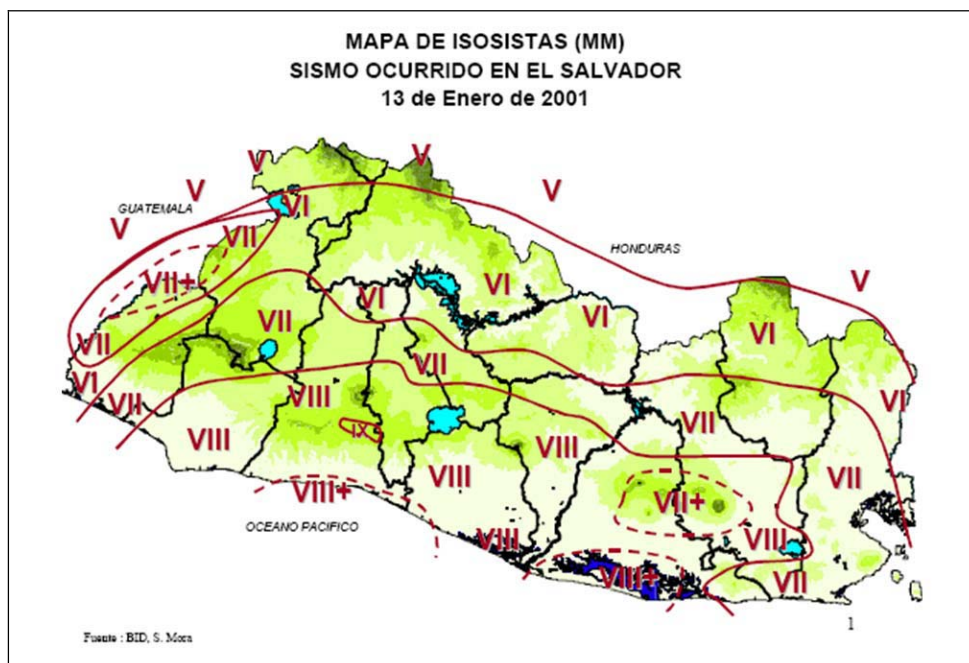 MAPA DE ISOSISTAS (MM)
SISMO OCURRIDO EN EL SALVADOR
13 de Enero de 2001
V
V
V
V
V
GUATEMALA
VI
VII
HONDURAS
V
VII+
VI
VI
VI
VII
VI
VII
VII
VI
VIII
VI
VII
VII
VIII
IX
VIII
VIII
VII
VIII+
VII+
OCEANO PACIFICO
VIII
VIII
VIII+
VII
Fuente : BID, S. Mora
1